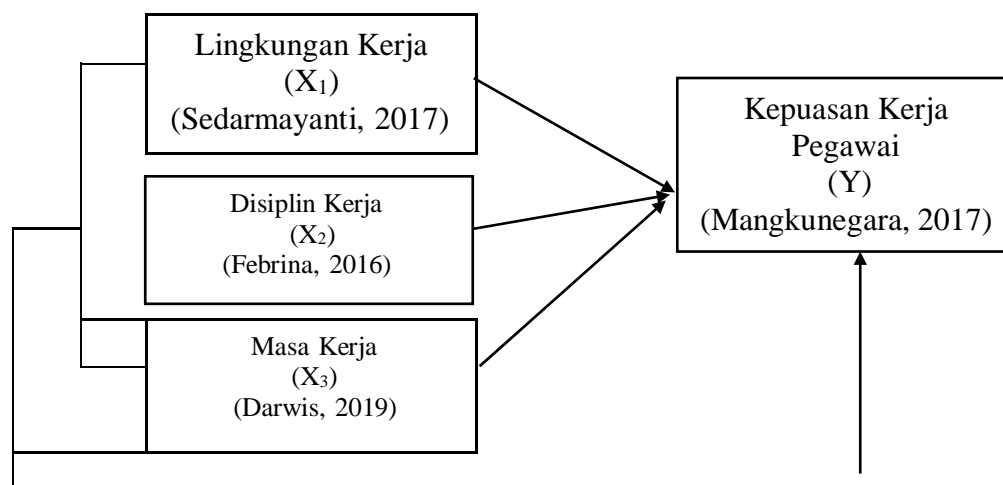 Lingkungan Kerja
(X₁)
(Sedarmayanti, 2017)
Disiplin Kerja
(X₂)
(Febrina, 2016)
Masa Kerja
(X₃)
(Darwis, 2019)
Kepuasan Kerja
Pegawai
(Y)
(Mangkunegara, 2017)